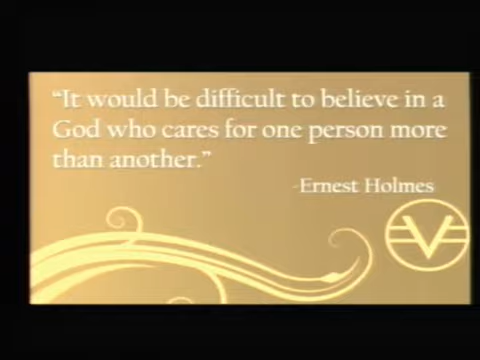 “It would be difficult to believe in a
God who cares for one person more
than another.”
-Ernest Holmes
V